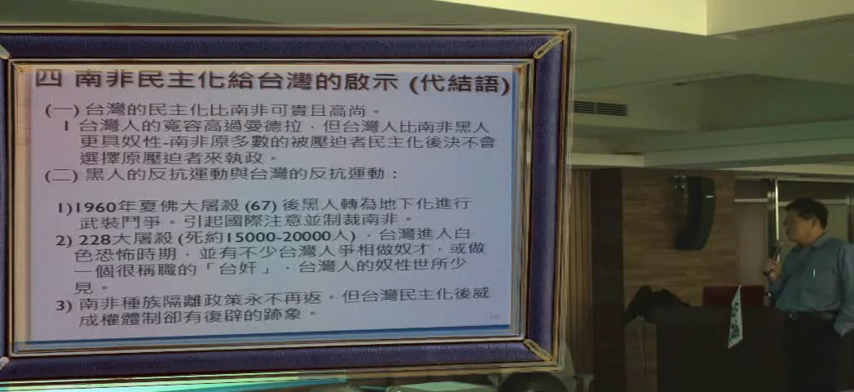 四 南非民主化給台灣的啟示 (代結語)
(一) 台灣的民主化比南非可貴且高尚。
l 台灣人的寬容高過曼德拉，但台灣人比南非黑人
更具奴性-南非原多數的被壓迫者民主化後決不會
選擇原壓迫者來執政。
(二) 黑人的反抗運動與台灣的反抗運動：
1)1960年夏佛大屠殺 (67) 後黑人轉為地下化進行
武裝鬥爭。引起國際注意並制裁南非。
2) 228大屠殺 (死約15000-20000人)，台灣進入白
色恐怖時期，並有不少台灣人爭相做奴才，或做
一個很稱職的「台奸」，台灣人的奴性世所少
見。
3) 南非種族隔離政策永不再返。但台灣民主化後威
成權體制卻有復辟的跡象。